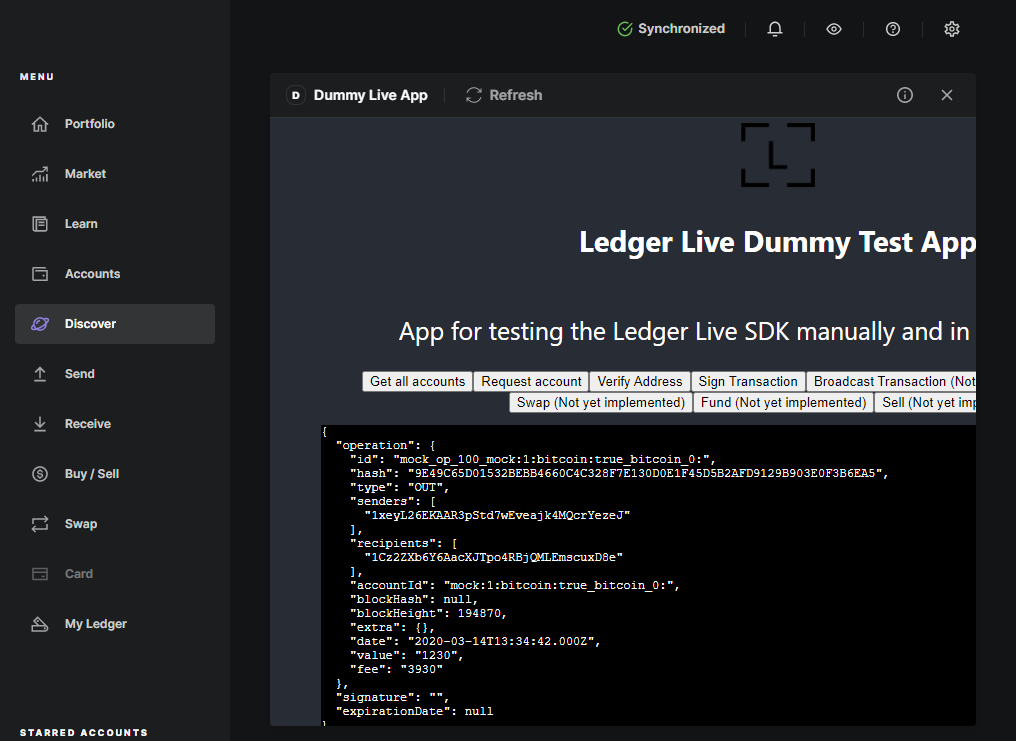 Synchronized
MENU
Portfolio
Market
Learn
Accounts
Discover
Send
Receive
Buy / Sell
Swap
Card
My Ledger
STARRED ACCOUNTS
D Dummy Live App Refresh
L
Ledger Live Dummy Test App
App for testing the Ledger Live SDK manually and in
Get all accounts Request account Verify Address Sign Transaction Broadcast Transaction (Not
Swap (Not yet implemented) Fund (Not yet implemented) Sell (Not yet
{
"operation": {
"id": "mock_op_100_mock:1:bitcoin:true_bitcoin_0:",
"hash": "9E49C65D01532BEBB4660C4C328F7E130D0E1F45D5B2AFD9129B903E0F3B6EA5",
"type": "OUT",
"senders": [
"1xeyL26EKAAR3pStd7wEveajk4MQcrYezeJ"
],
"recipients": [
"1Cz2ZXb6Y6AacXJTpo4RBjQMLEmscuxD8e"
],
"accountId": "mock:1:bitcoin:true_bitcoin_0:",
"blockHash": null,
"blockHeight": 194870,
"extra": {},
"date": "2020-03-14T13:34:42.000Z",
"value": "1230",
"fee": "3930"
},
"signature": "",
"expirationDate": null
}